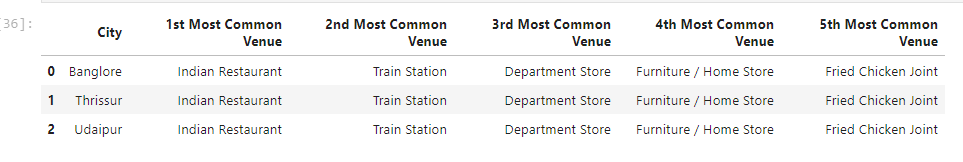 [36]:
City 1st Most Common Venue 2nd Most Common Venue 3rd Most Common Venue 4th Most Common Venue 5th Most Common Venue
0 Banglore Indian Restaurant Train Station Department Store Furniture / Home Store Fried Chicken Joint
1 Thrissur Indian Restaurant Train Station Department Store Furniture / Home Store Fried Chicken Joint
2 Udaipur Indian Restaurant Train Station Department Store Furniture / Home Store Fried Chicken Joint